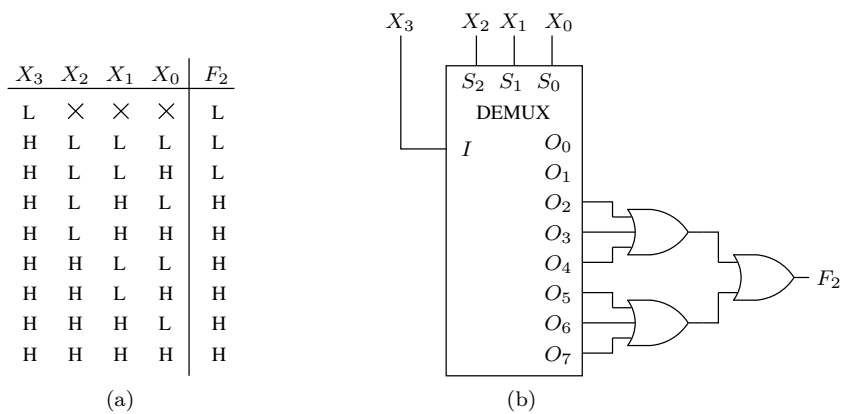 X₃ X₂ X₁ X₀ F₂
L × × × L
H L L L L
H L L H L
H L H L H
H L H H H
H H L L H
H H L H H
H H H L H
H H H H H
(a)
X₃ X₂ X₁ X₀
S₂ S₁ S₀
DEMUX
I O₀
O₁
O₂
O₃
O₄
O₅
O₆
O₇
F₂
(b)